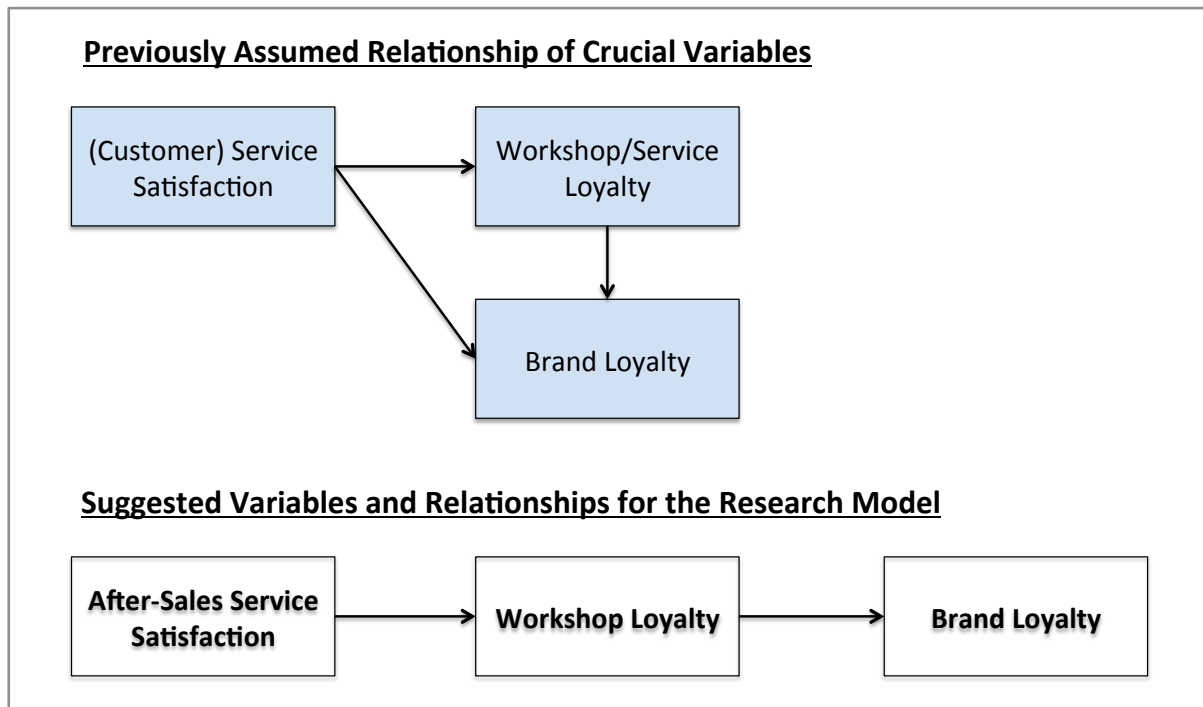 Previously Assumed Relationship of Crucial Variables
(Customer) Service
Satisfaction
Workshop/Service
Loyalty
Brand Loyalty
Suggested Variables and Relationships for the Research Model
After-Sales Service
Satisfaction
Workshop Loyalty
Brand Loyalty